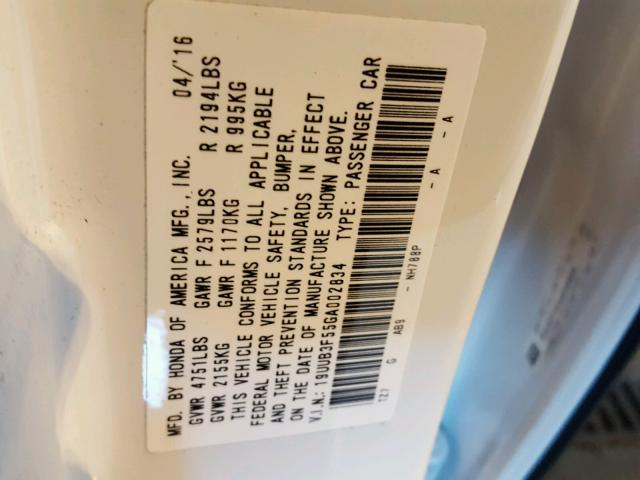 MFD. BY HONDA OF AMERICA MFG., INC. 04/'16
GVWR 4751LBS GAWR F 2579LBS R 2194LBS
GVWR 2155KG GAWR F 1170KG R 995KG
THIS VEHICLE CONFORMS TO ALL APPLICABLE
FEDERAL MOTOR VEHICLE SAFETY, BUMPER,
AND THEFT PREVENTION STANDARDS IN EFFECT
ON THE DATE OF MANUFACTURE SHOWN ABOVE.
V.I.N.: 19UUB3F55GA002834 TYPE: PASSENGER CAR
TZ7 G AB9 - NH788P - A - A